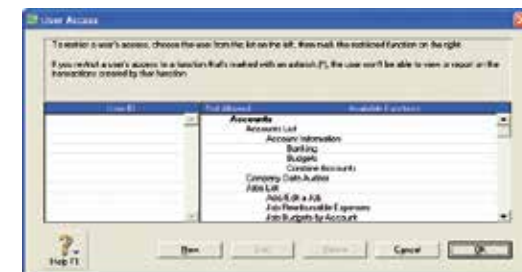 User Access
To restrict a user's access, choose the user from the list on the left, then mark the restricted function on the right.
If you restrict a user's access to a function that's marked with an asterisk (*), the user won't be able to view or report on the
transactions created by that function.
User ID Not Allowed Available Functions
Accounts
Accounts List
Account Information
Banking
Budgets
Combine Accounts
Company Data Auditor
Jobs List
Add/Edit a Job
Job Reimbursable Expenses
Job Budgets by Account
Help F1 New Edit Delete Cancel OK